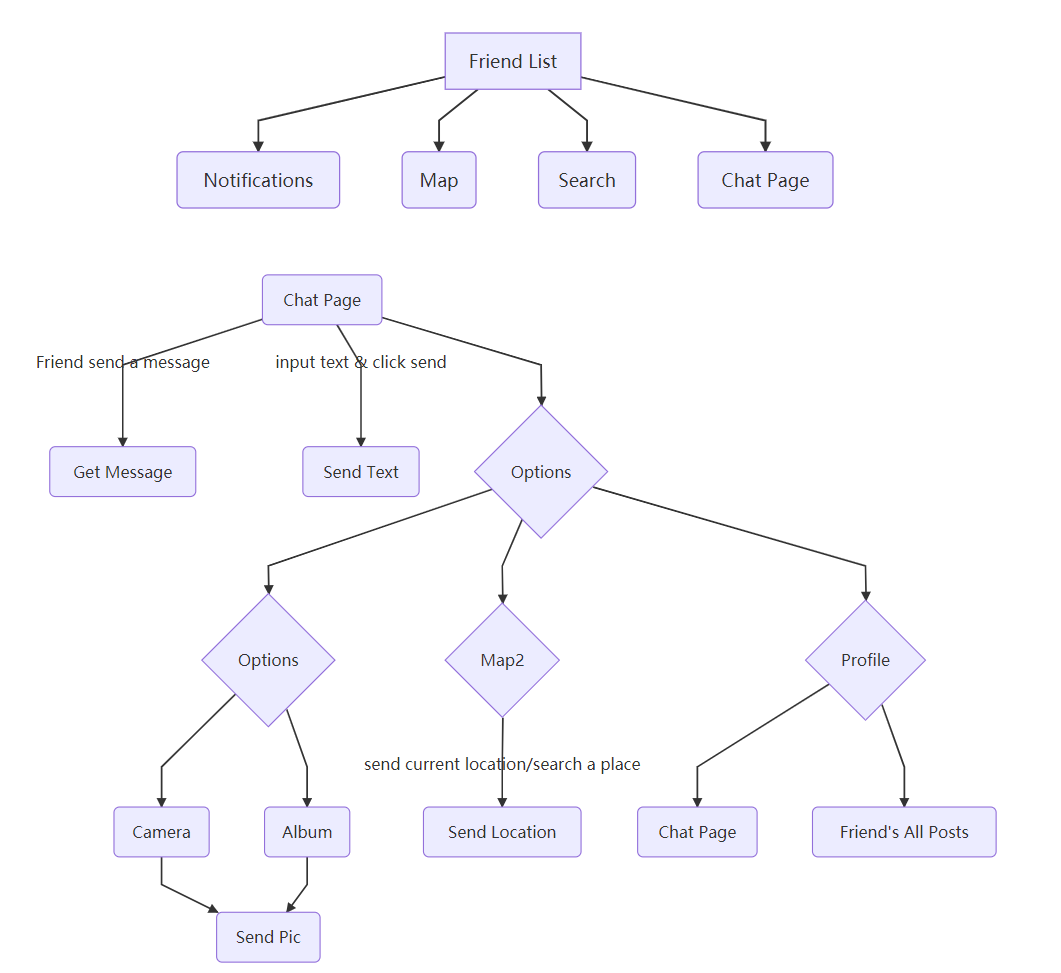 Friend List
Notifications
Map
Search
Chat Page
Chat Page
Friend send a message
input text & click send
Get Message
Send Text
Options
Options
Map2
Profile
send current location/search a place
Camera
Album
Send Location
Chat Page
Friend's All Posts
Send Pic